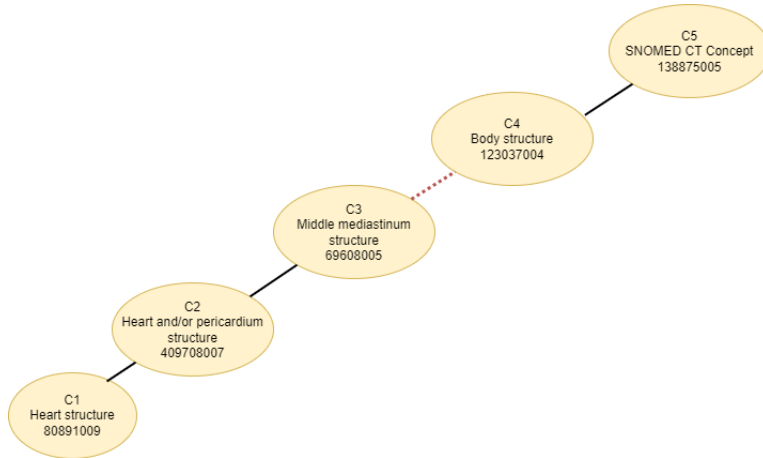 C5
SNOMED CT Concept
138875005
C4
Body structure
123037004
C3
Middle mediastinum
structure
69608005
C2
Heart and/or pericardium
structure
409708007
C1
Heart structure
80891009